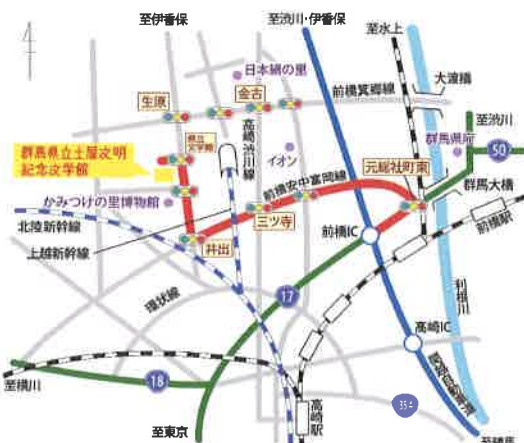 至伊香保
至渋川・伊香保
至水上
日本絹の里
大渡橋
生原
金古
前橋箕郷線
至渋川
県立文学館
高崎渋川線
群馬県庁
50
群馬県立土屋文明
記念文学館
イオン
元総社町東
前橋安中富岡線
群馬大橋
かみつけの里博物館
三ツ寺
前橋駅
北陸新幹線
井出
前橋IC
上越新幹線
環状線
17
利根川
高崎IC
18
至横川
高崎駅
至東京